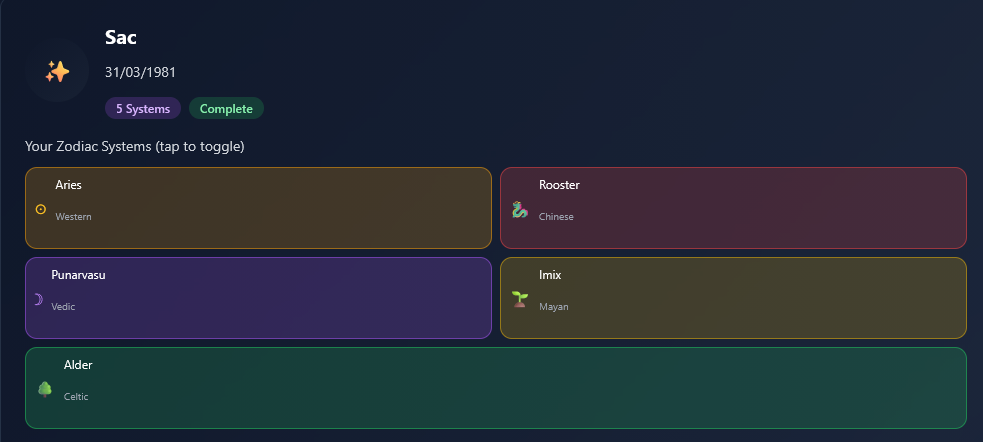 Sac
31/03/1981
5 Systems Complete
Your Zodiac Systems (tap to toggle)
Aries
Western
Rooster
Chinese
Punarvasu
Vedic
Imix
Mayan
Alder
Celtic